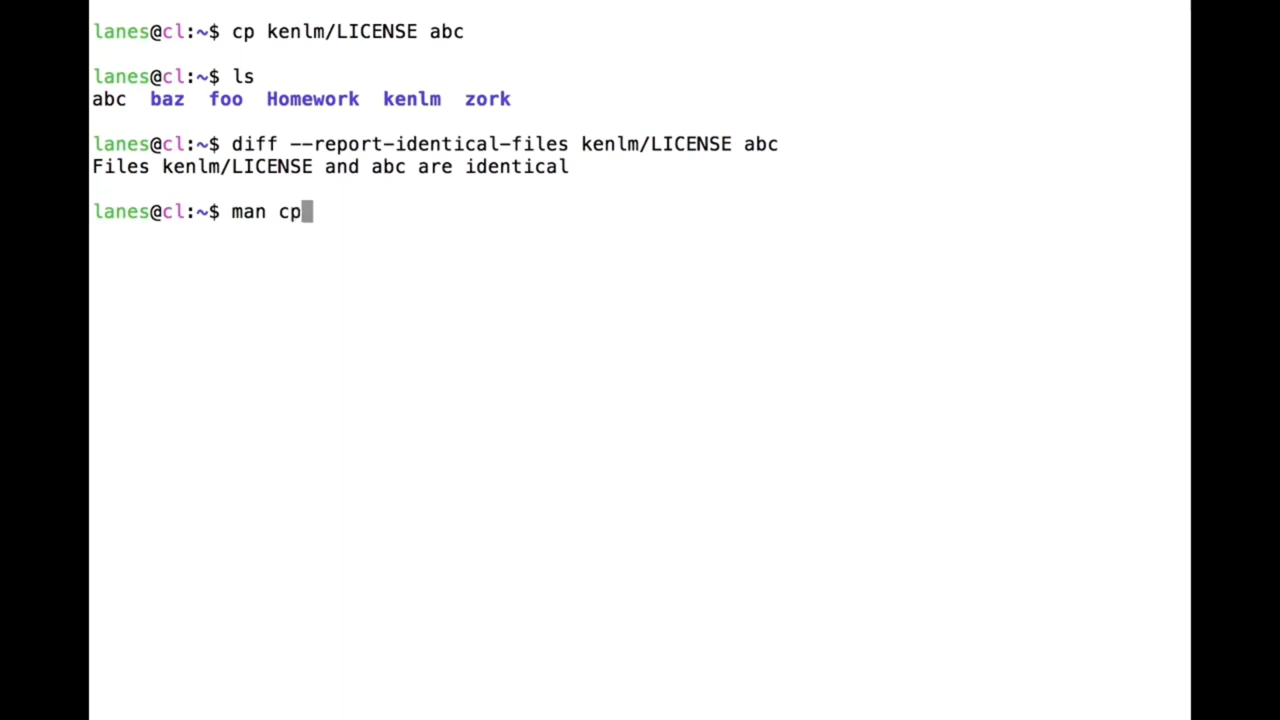 lanes@cl:~$ cp kenlm/LICENSE abc
lanes@cl:~$ ls
abc  baz  foo  Homework  kenlm  zork
lanes@cl:~$ diff --report-identical-files kenlm/LICENSE abc
Files kenlm/LICENSE and abc are identical
lanes@cl:~$ man cp